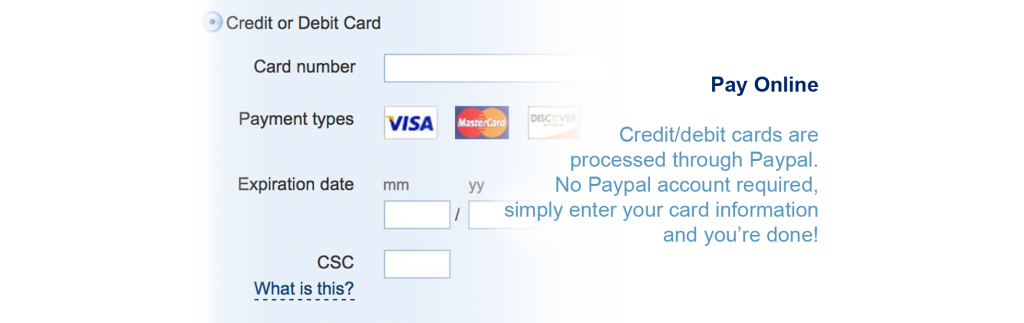 Credit or Debit Card
Card number
Payment types
VISA
MasterCard
DISCOVER
Expiration date
mm
yy
/
CSC
What is this?
Pay Online
Credit/debit cards are
processed through Paypal.
No Paypal account required,
simply enter your card information
and you're done!